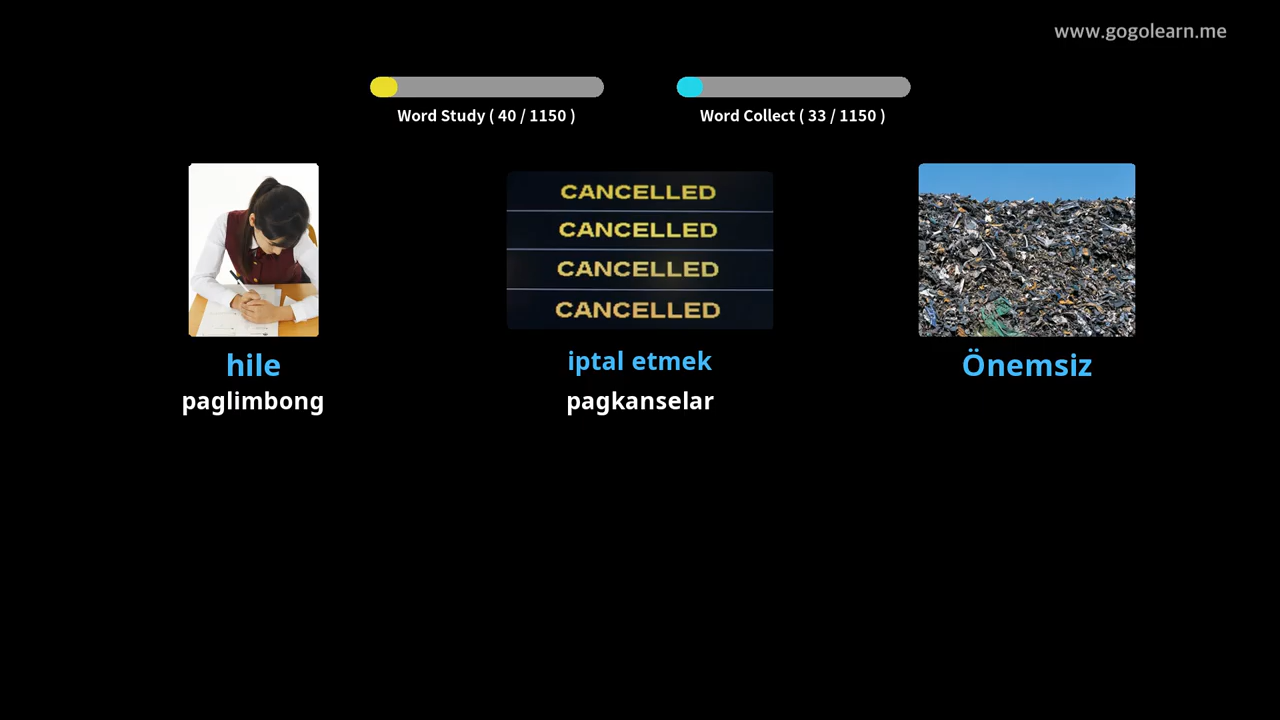 www.gogolearn.me
Word Study ( 40 / 1150 )
Word Collect ( 33 / 1150 )
CANCELLED
CANCELLED
CANCELLED
CANCELLED
hile
iptal etmek
Önemsiz
paglimbong
pagkanselar